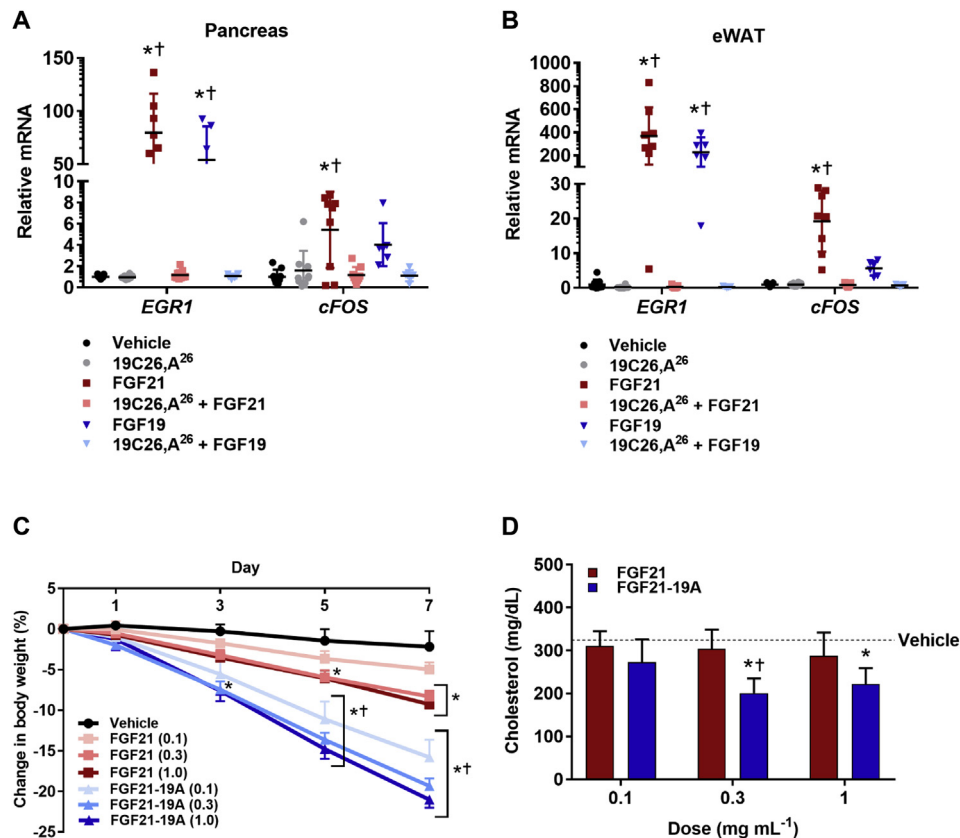 A
Pancreas
Relative mRNA
150
100
50
10
8
6
4
2
0
*†
*†
*†
EGR1
cFOS
Vehicle
19C26,A²⁶
FGF21
19C26,A²⁶ + FGF21
FGF19
19C26,A²⁶ + FGF19
B
eWAT
Relative mRNA
1000
800
600
400
200
30
20
10
0
*†
*†
*†
EGR1
cFOS
Vehicle
19C26,A²⁶
FGF21
19C26,A²⁶ + FGF21
FGF19
19C26,A²⁶ + FGF19
C
Day
1 3 5 7
Change in body weight (%)
5
0
-5
-10
-15
-20
-25
*
*
*
*†
*†
Vehicle
FGF21 (0.1)
FGF21 (0.3)
FGF21 (1.0)
FGF21-19A (0.1)
FGF21-19A (0.3)
FGF21-19A (1.0)
D
Cholesterol (mg/dL)
500
400
300
200
100
0
FGF21
FGF21-19A
Vehicle
*†
*
0.1 0.3 1
Dose (mg mL⁻¹)